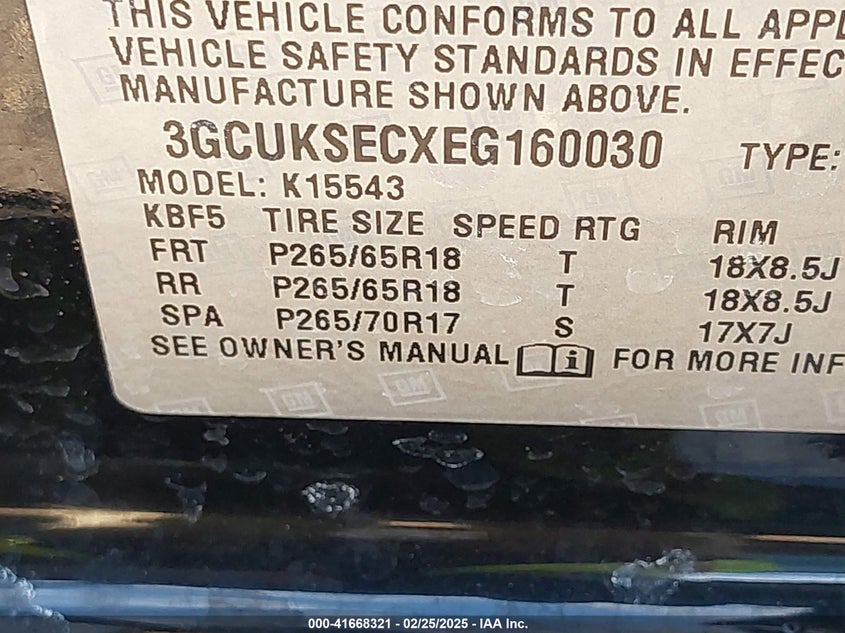 THIS VEHICLE CONFORMS TO ALL APPL
VEHICLE SAFETY STANDARDS IN EFFEC
MANUFACTURE SHOWN ABOVE.
3GCUKSECXEG160030 TYPE:
MODEL: K15543
KBF5 TIRE SIZE SPEED RTG RIM
FRT P265/65R18 T 18X8.5J
RR P265/65R18 T 18X8.5J
SPA P265/70R17 S 17X7J
SEE OWNER'S MANUAL FOR MORE INF
000-41668321 - 02/25/2025 - IAA Inc.